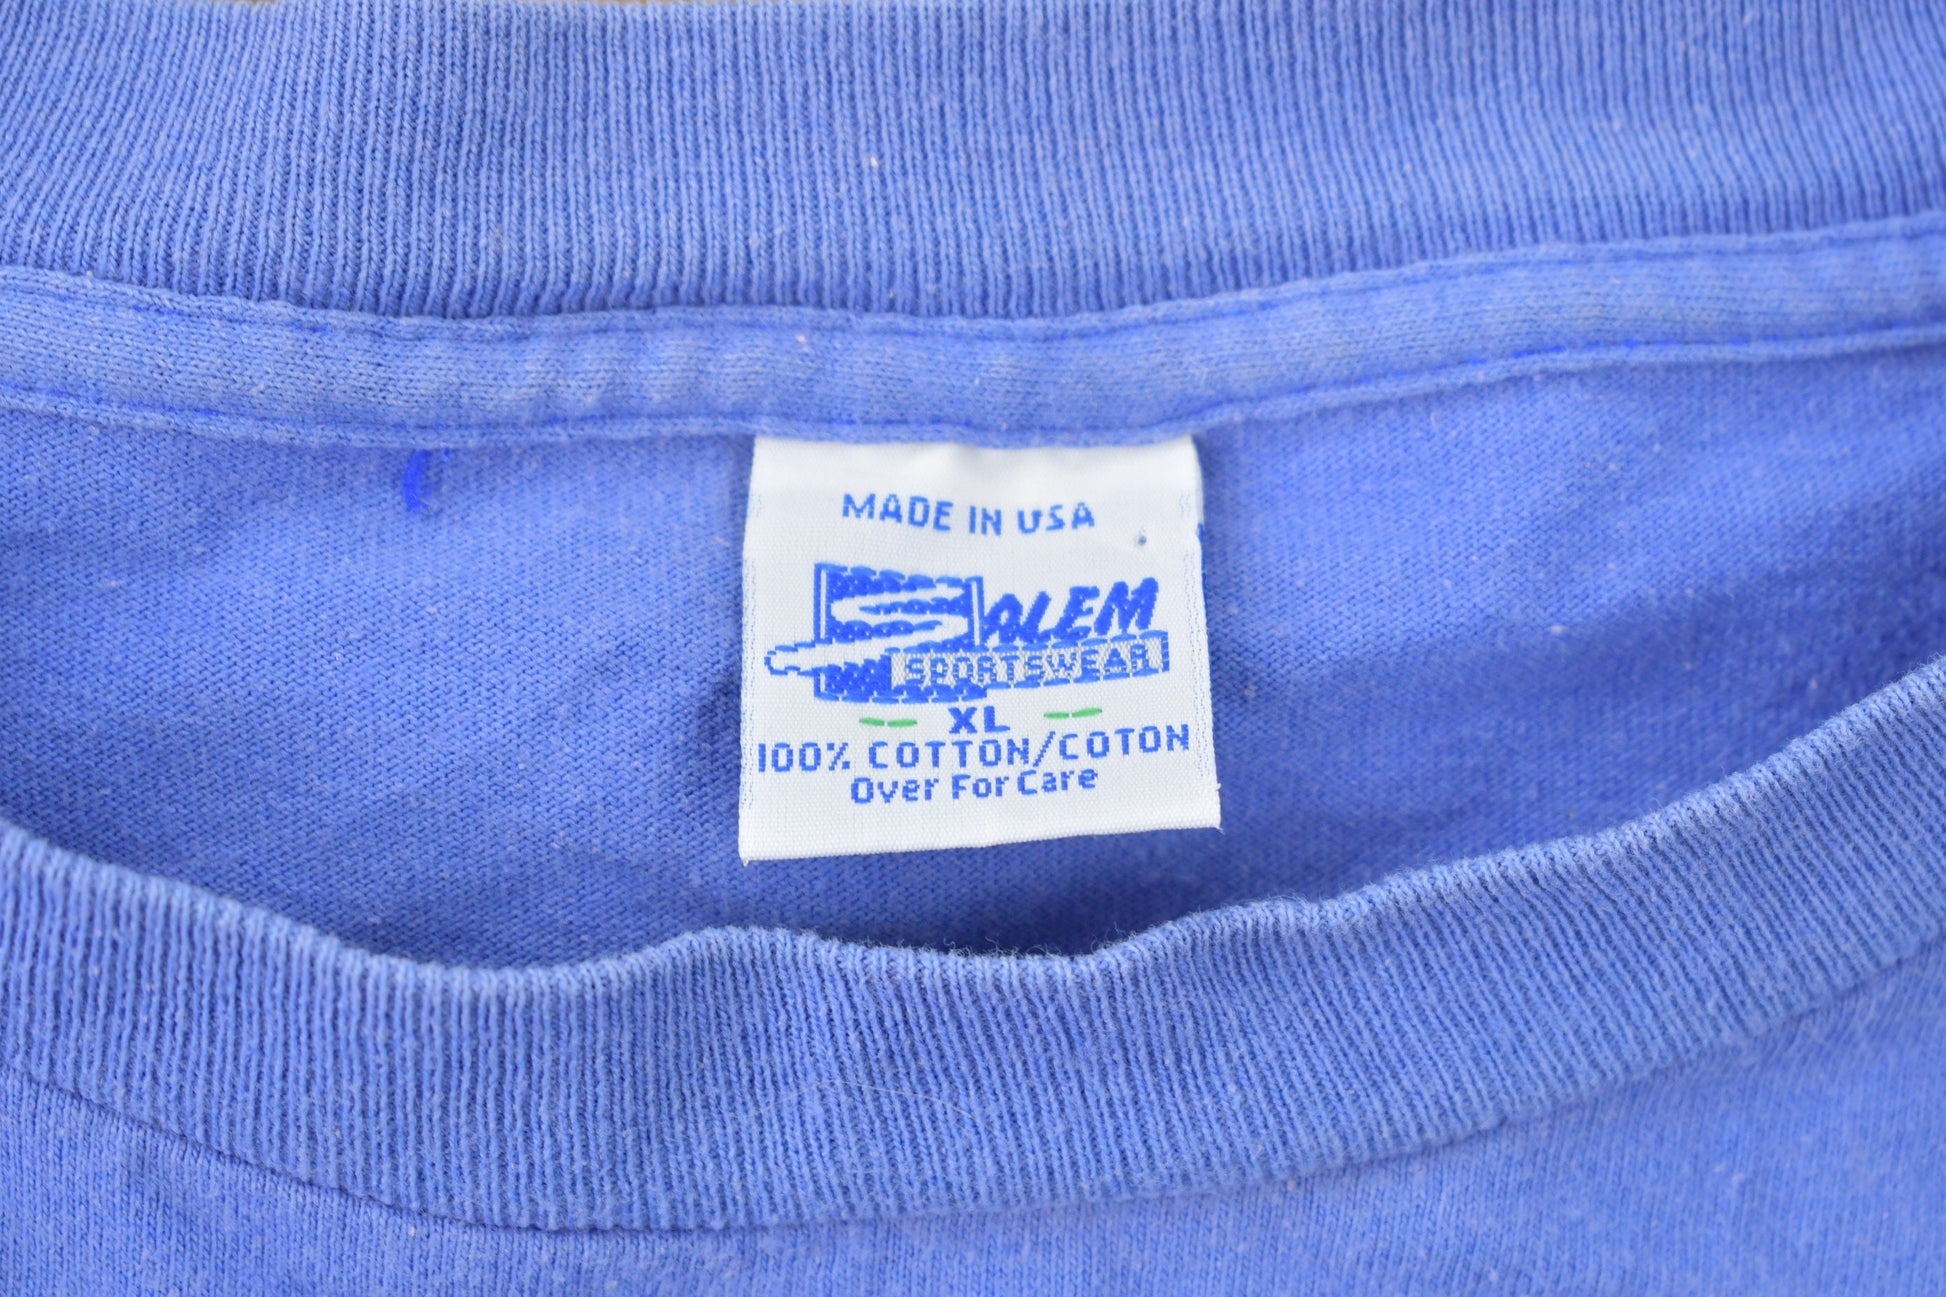 MADE IN USA
SALEM
SPORTSWEAR
XL
100% COTTON/COTON
Over For Care